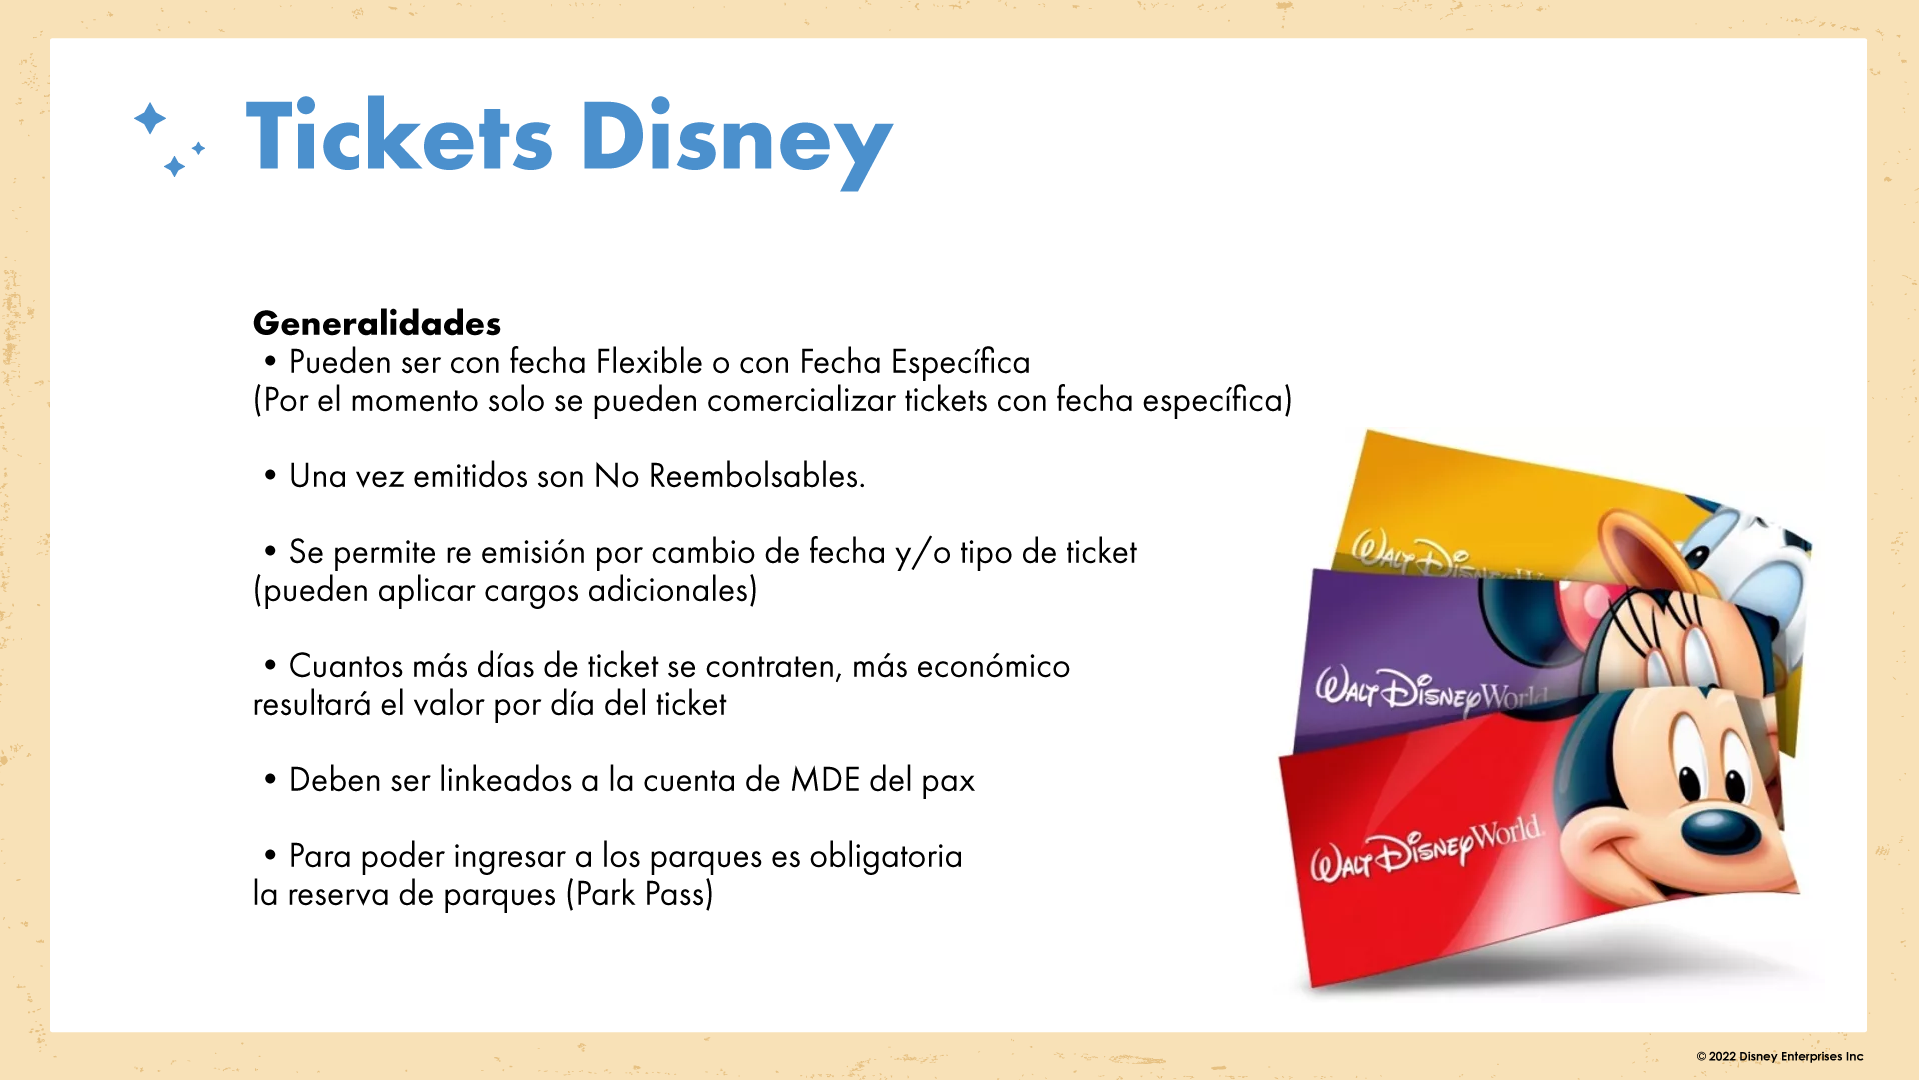 Tickets Disney
Generalidades
• Pueden ser con fecha Flexible o con Fecha Específica
(Por el momento solo se pueden comercializar tickets con fecha específica)
• Una vez emitidos son No Reembolsables.
• Se permite re emisión por cambio de fecha y/o tipo de ticket
(pueden aplicar cargos adicionales)
• Cuantos más días de ticket se contraten, más económico
resultará el valor por día del ticket
• Deben ser linkeados a la cuenta de MDE del pax
• Para poder ingresar a los parques es obligatoria
la reserva de parques (Park Pass)
WALT DISNEY W
WALT DISNEY World
WALT DISNEY World.
© 2022 Disney Enterprises Inc